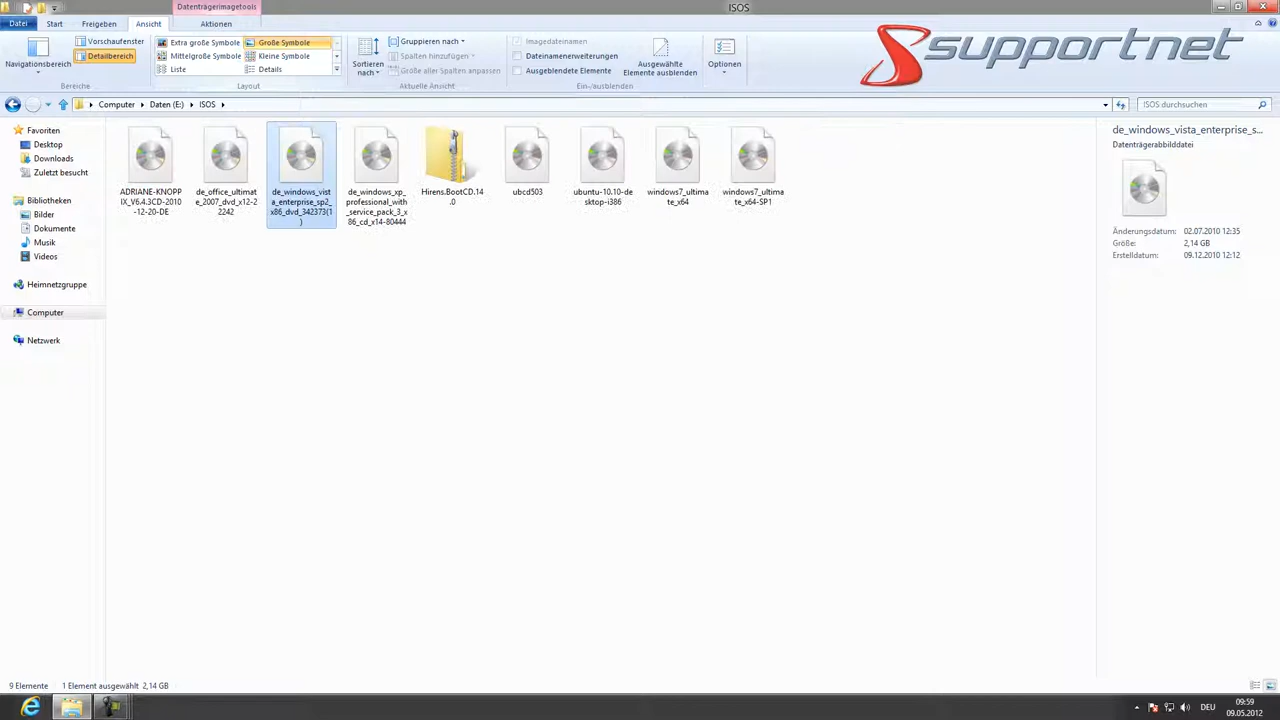 Datenträgerimagetools
ISOS
Datei
Start
Freigeben
Ansicht
Aktionen
Navigationsbereich
Vorschaufenster
Detailbereich
Bereiche
Extra große Symbole
Große Symbole
Mittelgroße Symbole
Kleine Symbole
Liste
Details
Layout
Sortieren
nach
Gruppieren nach
Spalten hinzufügen
Größe aller Spalten anpassen
Aktuelle Ansicht
Imagedateinamen
Dateinamenerweiterungen
Ausgeblendete Elemente
Ausgewählte
Elemente ausblenden
Ein-/ausblenden
Optionen
supportnet
Computer
Daten (E:)
ISOS
ISOS durchsuchen
Favoriten
Desktop
Downloads
Zuletzt besucht
Bibliotheken
Bilder
Dokumente
Musik
Videos
Heimnetzgruppe
Computer
Netzwerk
ADRIANE-KNOPP
IX_V6.4.3CD-2010
-12-20-DE
de_office_ultimat
e_2007_dvd_x12-2
2242
de_windows_vist
a_enterprise_sp2_
x86_dvd_342373(1
)
de_windows_xp_
professional_with
_service_pack_3_x
86_cd_x14-80444
Hirens.BootCD.14
.0
ubcd503
ubuntu-10.10-de
sktop-i386
windows7_ultima
te_x64
windows7_ultima
te_x64-SP1
de_windows_vista_enterprise_s...
Datenträgerabbilddatei
Änderungsdatum: 02.07.2010 12:35
Größe: 2,14 GB
Erstelldatum: 09.12.2010 12:12
9 Elemente
1 Element ausgewählt 2,14 GB
DEU
09:59
09.05.2012